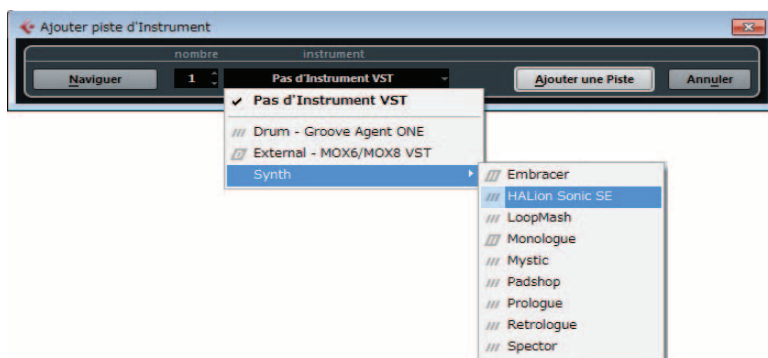 Ajouter piste d'Instrument
nombre instrument
Naviguer 1 Pas d'Instrument VST Ajouter une Piste Annuler
✓ Pas d'Instrument VST
Drum - Groove Agent ONE
External - MOX6/MOX8 VST
Synth
Embracer
HALion Sonic SE
LoopMash
Monologue
Mystic
Padshop
Prologue
Retrologue
Spector